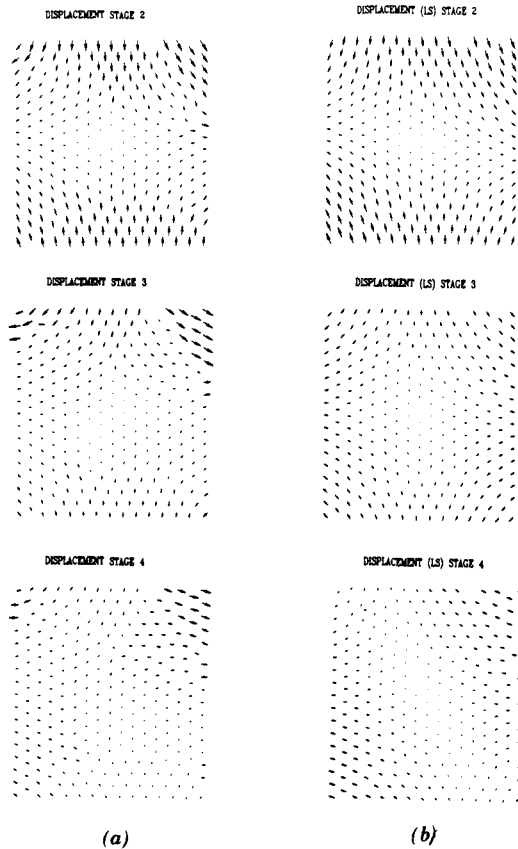 DISPLACEMENT STAGE 2
DISPLACEMENT (LS) STAGE 2
DISPLACEMENT STAGE 3
DISPLACEMENT (LS) STAGE 3
DISPLACEMENT STAGE 4
DISPLACEMENT (LS) STAGE 4
(a)
(b)